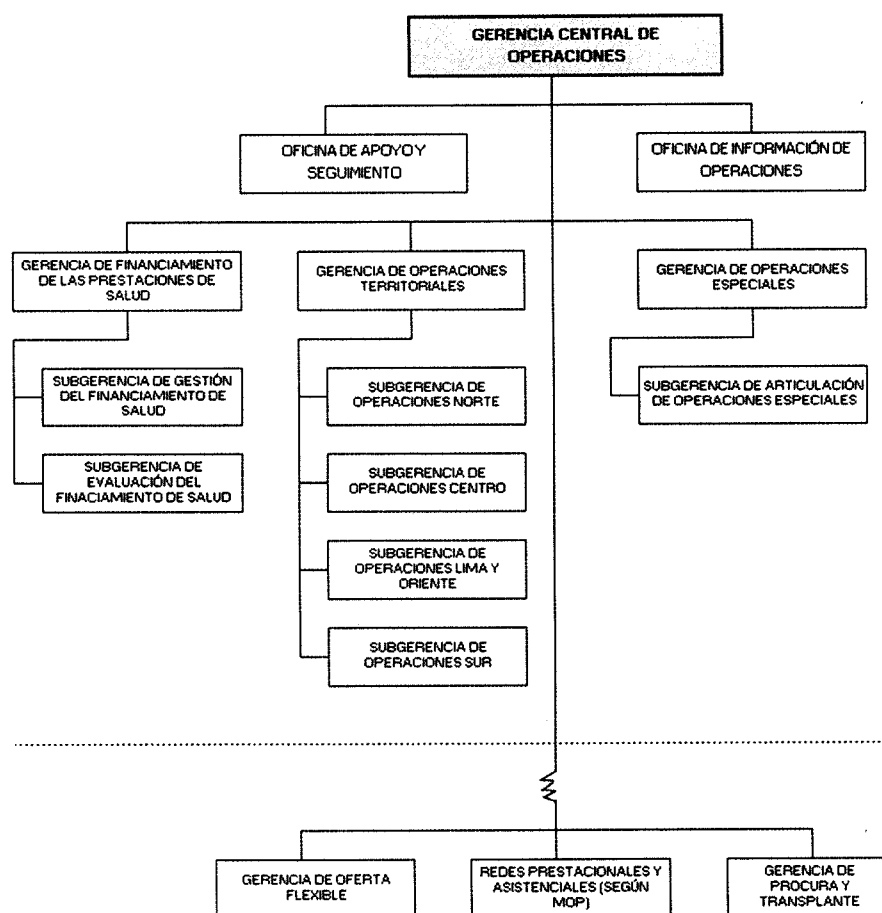 GERENCIA CENTRAL DE
OPERACIONES
OFICINA DE APOYO Y
SEGUIMIENTO
OFICINA DE INFORMACIÓN DE
OPERACIONES
GERENCIA DE FINANCIAMIENTO
DE LAS PRESTACIONES DE
SALUD
GERENCIA DE OPERACIONES
TERRITORIALES
GERENCIA DE OPERACIONES
ESPECIALES
SUBGERENCIA DE GESTIÓN
DEL FINANCIAMIENTO DE
SALUD
SUBGERENCIA DE
OPERACIONES NORTE
SUBGERENCIA DE ARTICULACIÓN
DE OPERACIONES ESPECIALES
SUBGERENCIA DE
EVALUACIÓN DEL
FINACIAMIENTO DE SALUD
SUBGERENCIA DE
OPERACIONES CENTRO
SUBGERENCIA DE
OPERACIONES LIMA Y
ORIENTE
SUBGERENCIA DE
OPERACIONES SUR
GERENCIA DE OFERTA
FLEXIBLE
REDES PRESTACIONALES Y
ASISTENCIALES (SEGÚN
MOP)
GERENCIA DE
PROCURA Y
TRANSPLANTE